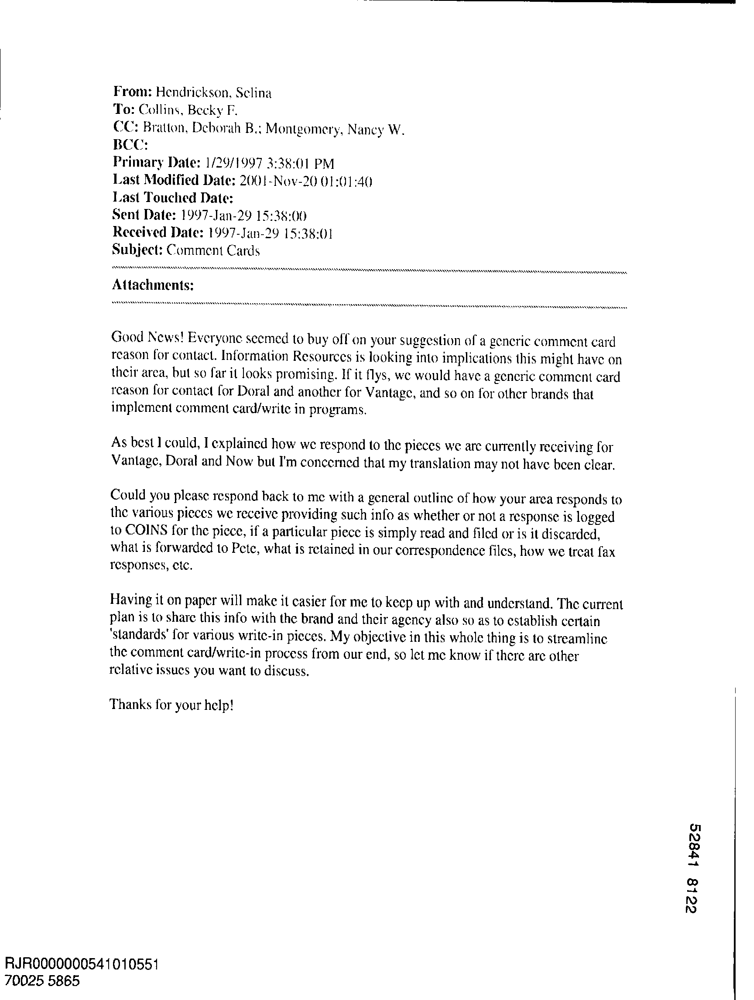 From: Hendrickson, Selina
To: Collins, Becky F.
CC: Bratton, Deborah B.; Montgomery, Nancy W.
BCC:
Primary Date: 1/29/1997 3:38:01 PM
Last Modified Date: 2001-Nov-20 01:01:40
Last Touched Date:
Sent Date: 1997-Jan-29 15:38:00
Received Date: 1997-Jan-29 15:38:01
Subject: Comment Cards
Attachments:
Good News! Everyone seemed to buy off on your suggestion of a generic comment card
reason for contact. Information Resources is looking into implications this might have on
their area, but so far it looks promising. If it flys, we would have a generic comment card
reason for contact for Doral and another for Vantage, and so on for other brands that
implement comment card/write in programs.
As best I could, I explained how we respond to the pieces we are currently receiving for
Vantage, Doral and Now but I'm concerned that my translation may not have been clear.
Could you please respond back to me with a general outline of how your area responds to
the various pieces we receive providing such info as whether or not a response is logged
to COINS for the piece, if a particular piece is simply read and filed or is it discarded,
what is forwarded to Pete, what is retained in our correspondence files, how we treat fax
responses, etc.
Having it on paper will make it easier for me to keep up with and understand. The current
plan is to share this info with the brand and their agency also so as to establish certain
'standards' for various write-in pieces. My objective in this whole thing is to streamline
the comment card/write-in process from our end, so let me know if there are other
relative issues you want to discuss.
Thanks for your help!
52841 8122
RJR0000000541010551
70025 5865